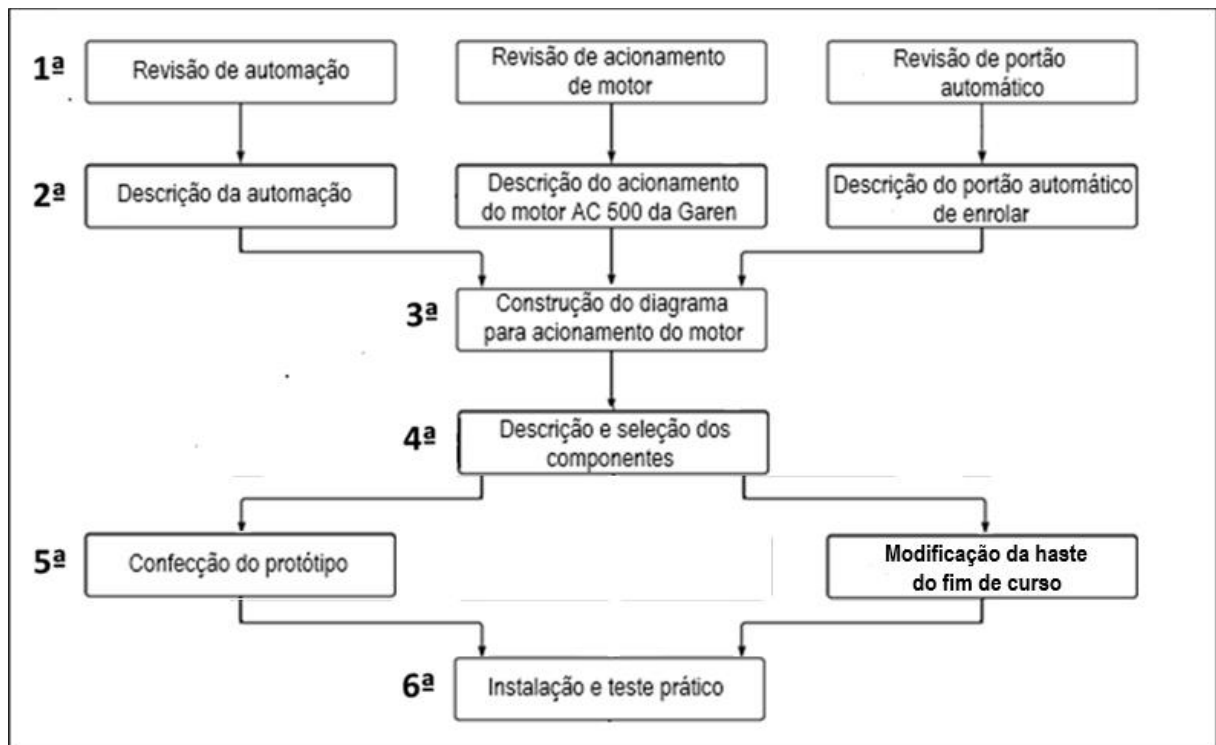 1ª
Revisão de automação
Revisão de acionamento
de motor
Revisão de portão
automático
2ª
Descrição da automação
Descrição do acionamento
do motor AC 500 da Garen
Descrição do portão automático
de enrolar
3ª
Construção do diagrama
para acionamento do motor
4ª
Descrição e seleção dos
componentes
5ª
Confecção do protótipo
Modificação da haste
do fim de curso
6ª
Instalação e teste prático